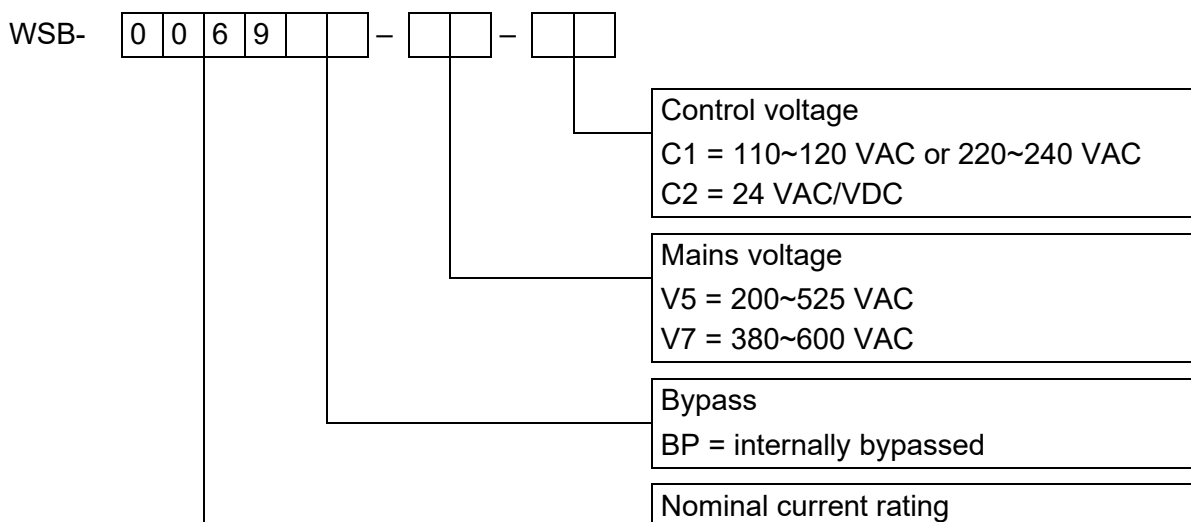 WSB- 0 0 6 9 – –
Control voltage
C1 = 110~120 VAC or 220~240 VAC
C2 = 24 VAC/VDC
Mains voltage
V5 = 200~525 VAC
V7 = 380~600 VAC
Bypass
BP = internally bypassed
Nominal current rating